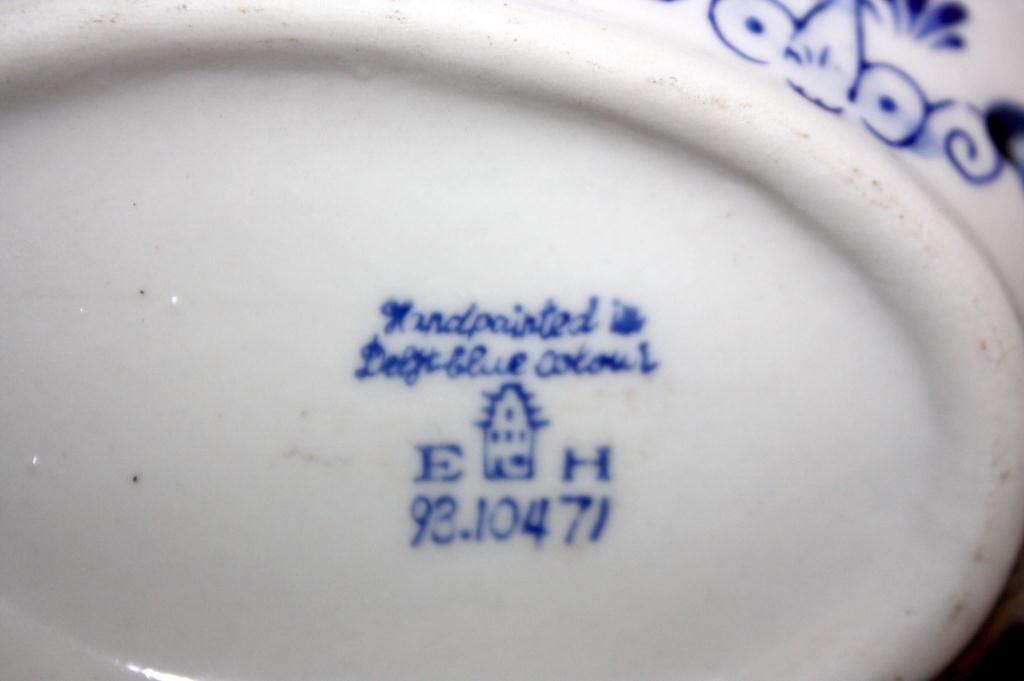 Handpainted in
Delft blue colour
E H
93.10471